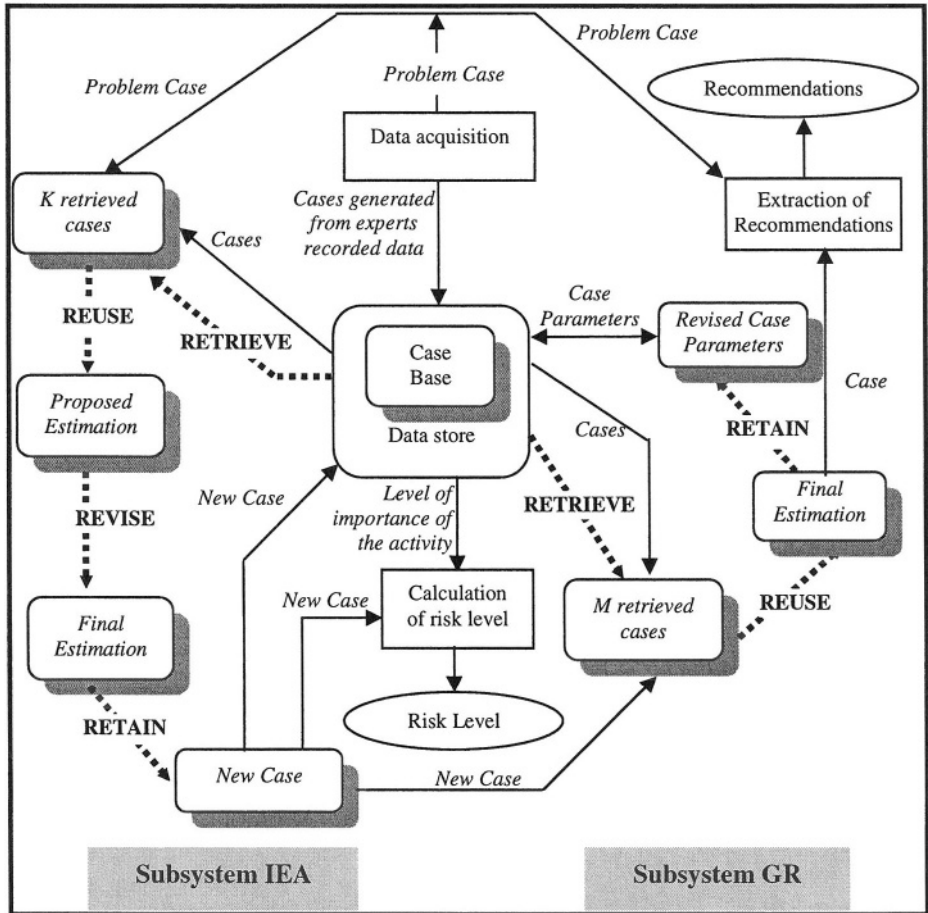 Problem Case
Problem Case
Problem Case
Recommendations
Data acquisition
K retrieved
cases
Cases
Cases generated
from experts
recorded data
Extraction of
Recommendations
REUSE
RETRIEVE
Case
Parameters
Revised Case
Parameters
Case
Base
Data store
Proposed
Estimation
Cases
Case
RETAIN
REVISE
New Case
Level of
importance of
the activity
RETRIEVE
Final
Estimation
New Case
Calculation
of risk level
M retrieved
cases
REUSE
Final
Estimation
RETAIN
Risk Level
New Case
New Case
Subsystem IEA
Subsystem GR